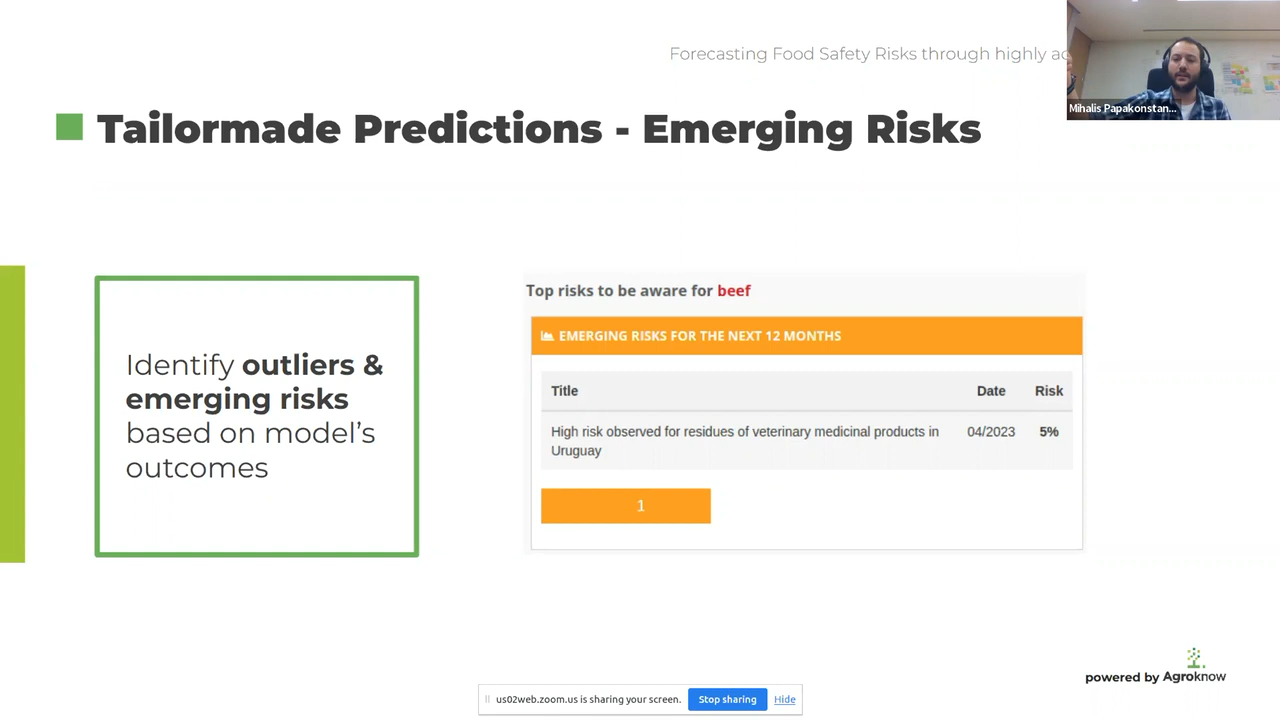 Forecasting Food Safety Risks through highly
Mihalis Papakonstan...
Tailormade Predictions - Emerging Risks
Identify outliers &
emerging risks
based on model's
outcomes
Top risks to be aware for beef
EMERGING RISKS FOR THE NEXT 12 MONTHS
Title Date Risk
High risk observed for residues of veterinary medicinal products in 04/2023 5%
Uruguay
1
powered by Agroknow
us02web.zoom.us is sharing your screen. Stop sharing Hide